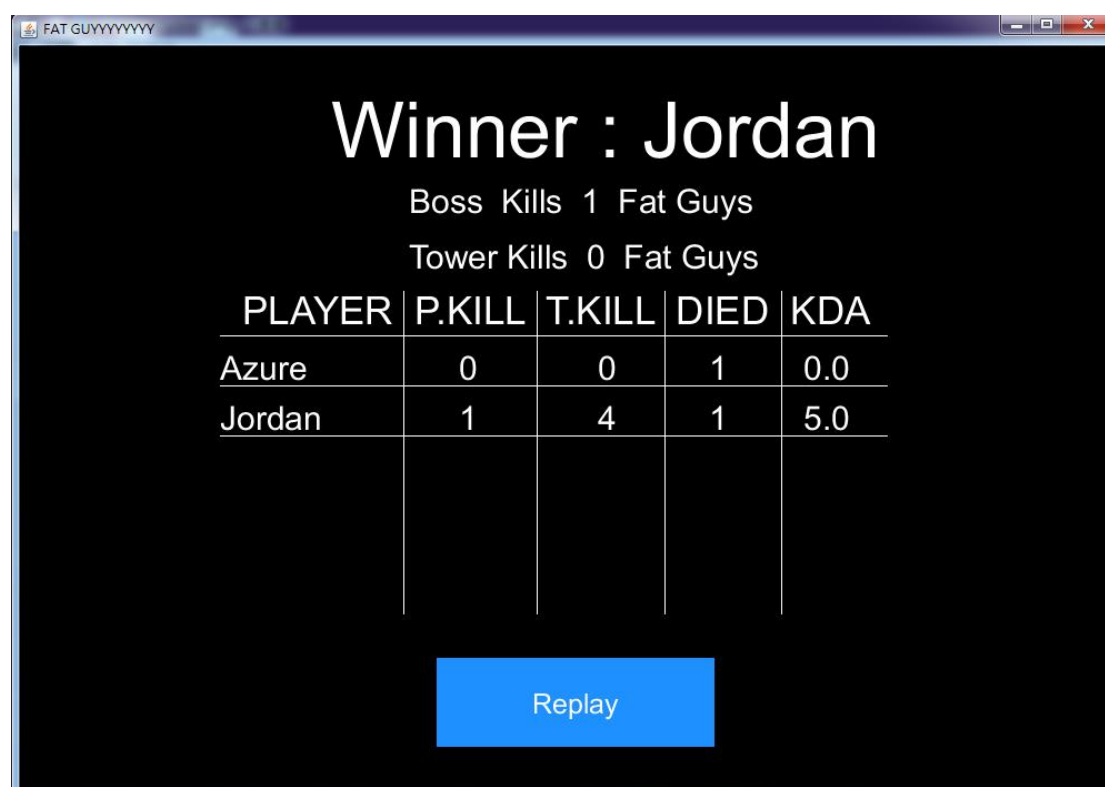 FAT GUYYYYYYYY
Winner : Jordan
Boss Kills 1 Fat Guys
Tower Kills 0 Fat Guys
PLAYER P.KILL T.KILL DIED KDA
Azure 0 0 1 0.0
Jordan 1 4 1 5.0
Replay